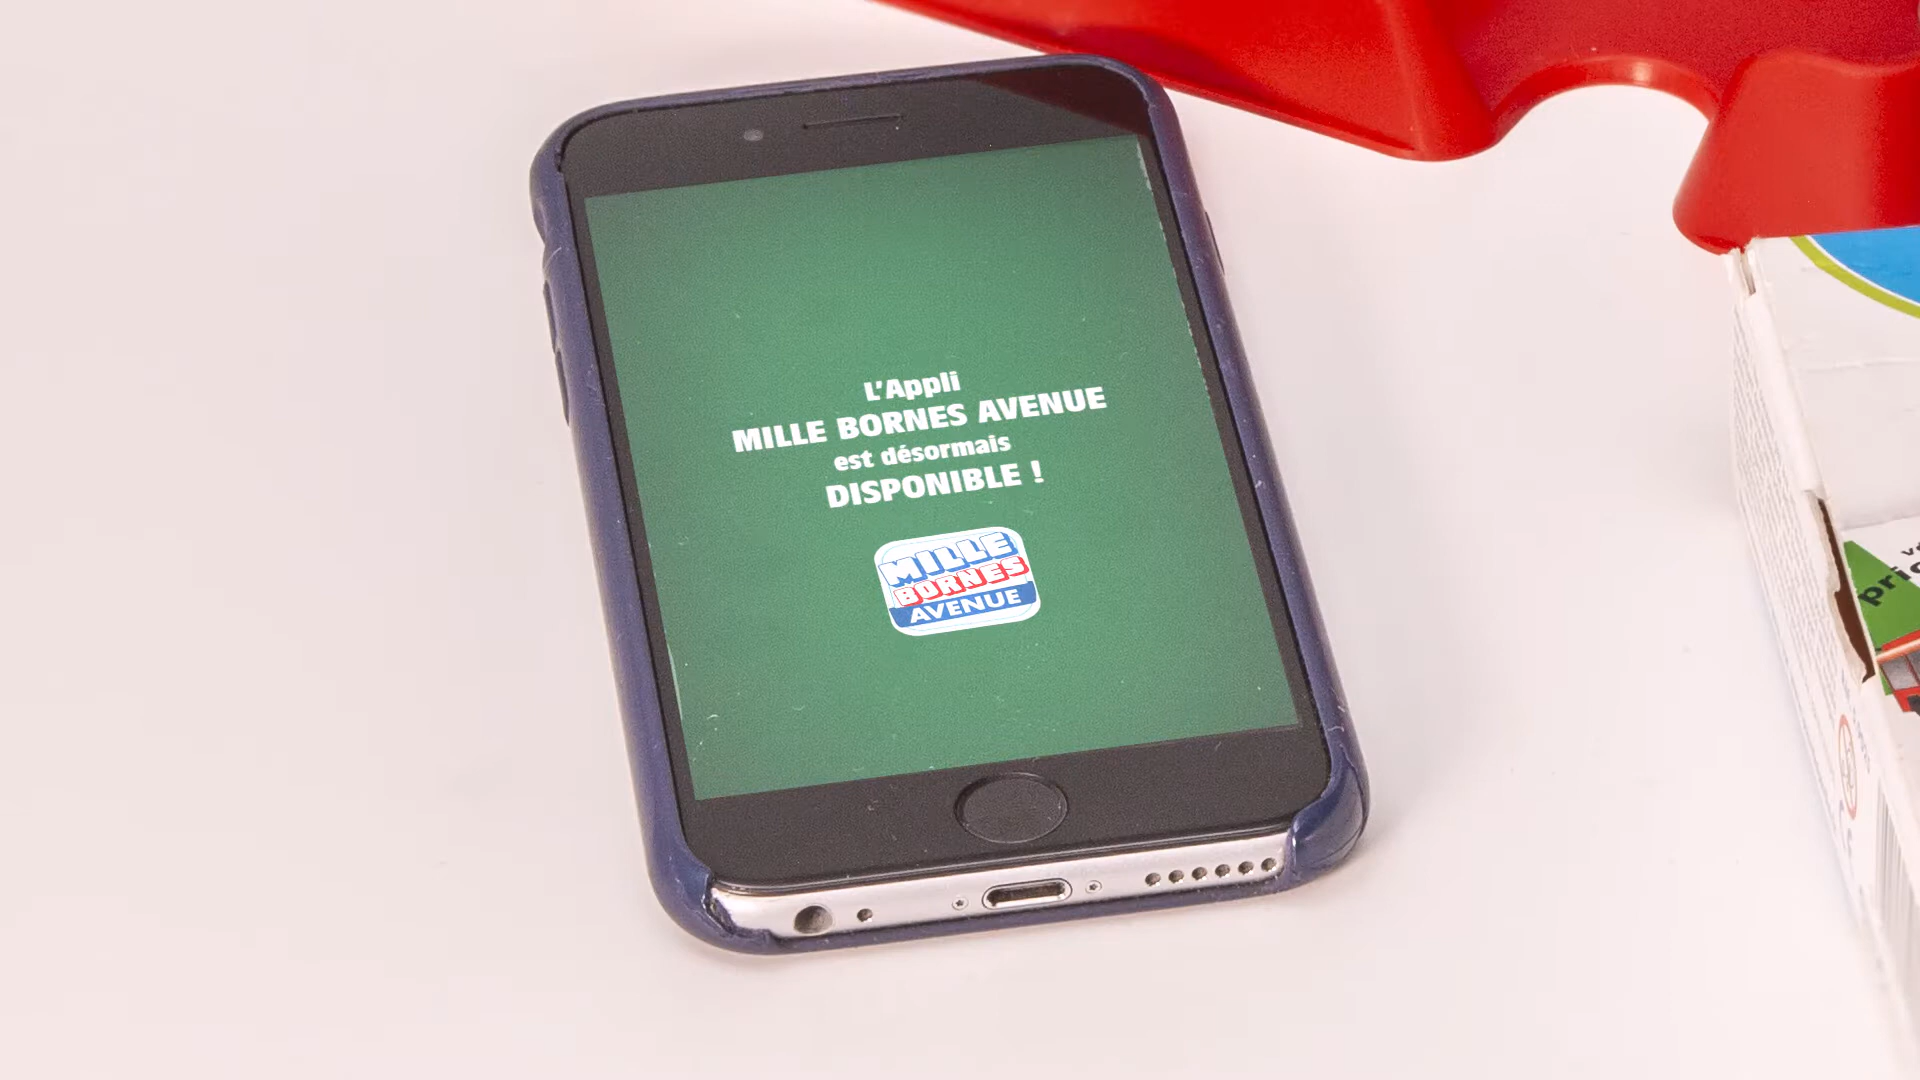 L'Appli
MILLE BORNES AVENUE
est désormais
DISPONIBLE !
MILLE
BORNES
AVENUE